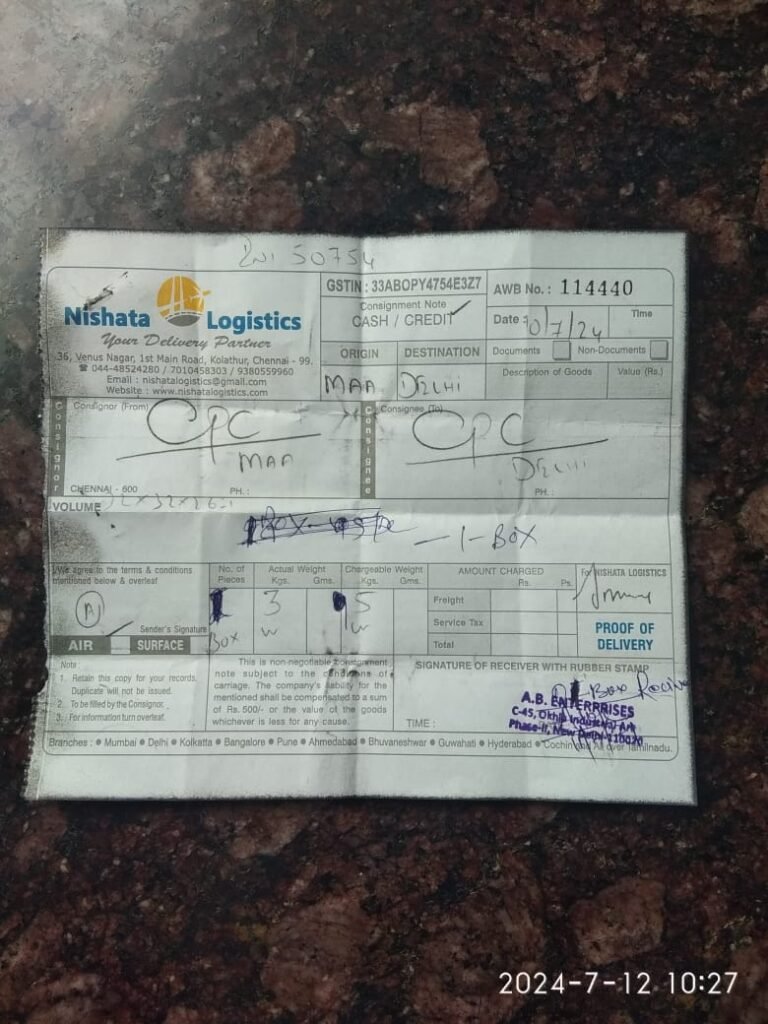 50754
Nishata Logistics
Your Delivery Partner
36, Venus Nagar, 1st Main Road, Kolathur, Chennai - 99.
☎ 044-48524280 / 7010458303 / 9380559960
Email : nishatalogistics@gmail.com
Website : www.nishatalogistics.com
GSTIN : 33ABOPY4754E3Z7
Consignment Note
CASH / CREDIT
AWB No. : 114440
Date : 10/7/24
Time
ORIGIN DESTINATION
MAA DELHI
Documents Non-Documents
Description of Goods Value (Rs.)
Consignor
Consignor (From)
CPC
MAA
CHENNAI - 600 PH. :
Consignee
Consignee (To)
CPC
DELHI
PH. :
VOLUME
- 1 - BOX
I/We agree to the terms & conditions
mentioned below & overleaf
Sender's Signature
AIR SURFACE
No. of Pieces
1
BOX
Actual Weight
Kgs. Gms.
3
w
Chargeable Weight
Kgs. Gms.
5
w
AMOUNT CHARGED
Rs. Ps.
Freight
Service Tax
Total
For NISHATA LOGISTICS
PROOF OF
DELIVERY
Note
1. Retain this copy for your records.
Duplicate will not be issued.
2. To be filled by the Consignor.
3. For information turn overleaf.
This is non-negotiable consignment
note subject to the conditions of
carriage. The company's liability for the
mentioned shall be compensated to a sum of
Rs. 500/- or the value of the goods
whichever is less for any cause.
SIGNATURE OF RECEIVER WITH RUBBER STAMP
Box
A.B. ENTERPRISES
C-45, Okhla Industrial Are
Phase-II, New Delhi-110020
TIME :
Branches : ● Mumbai ● Delhi ● Kolkatta ● Bangalore ● Pune ● Ahmedabad ● Bhuvaneshwar ● Guwahati ● Hyderabad ● Cochin and All over Tamilnadu.
2024-7-12 10:27